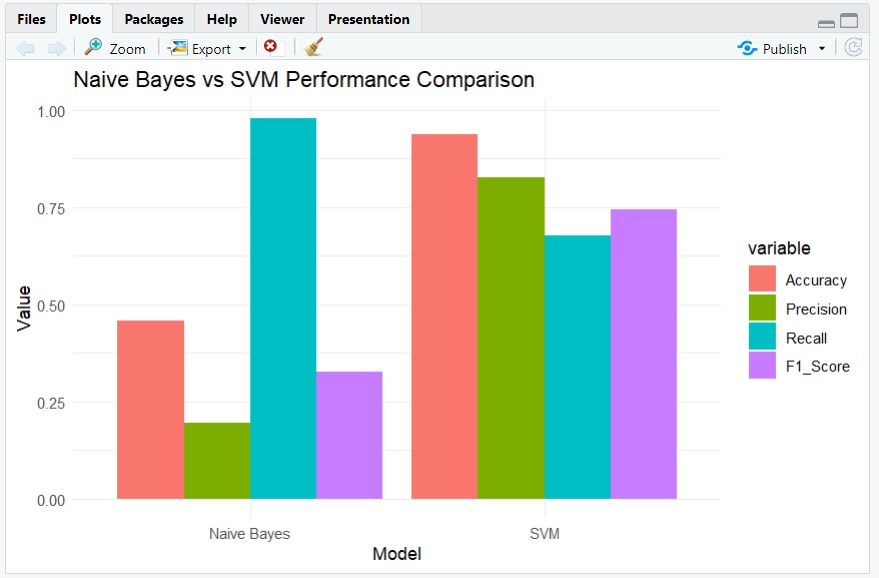 Files Plots Packages Help Viewer Presentation
Zoom Export Publish
Naive Bayes vs SVM Performance Comparison
1.00
0.75
0.50
0.25
0.00
Value
Naive Bayes SVM
Model
variable
Accuracy
Precision
Recall
F1_Score